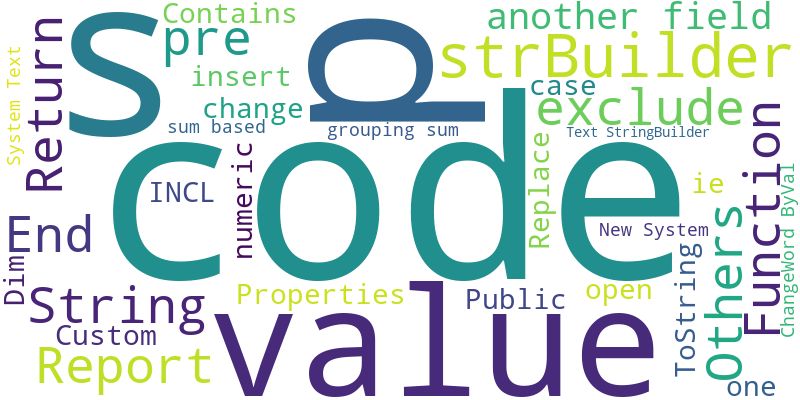 Contains
another field
S
pre
p
strBuilder
System Text
Return
insert
case
change
exclude
sum based
grouping sum
Text StringBuilder
code
Function
numeric
Replace
INCL
ie
ChangeWord ByVal
End
New System
Others
ToString
Dim
String
Properties
Public
open
value
Custom
Report
one